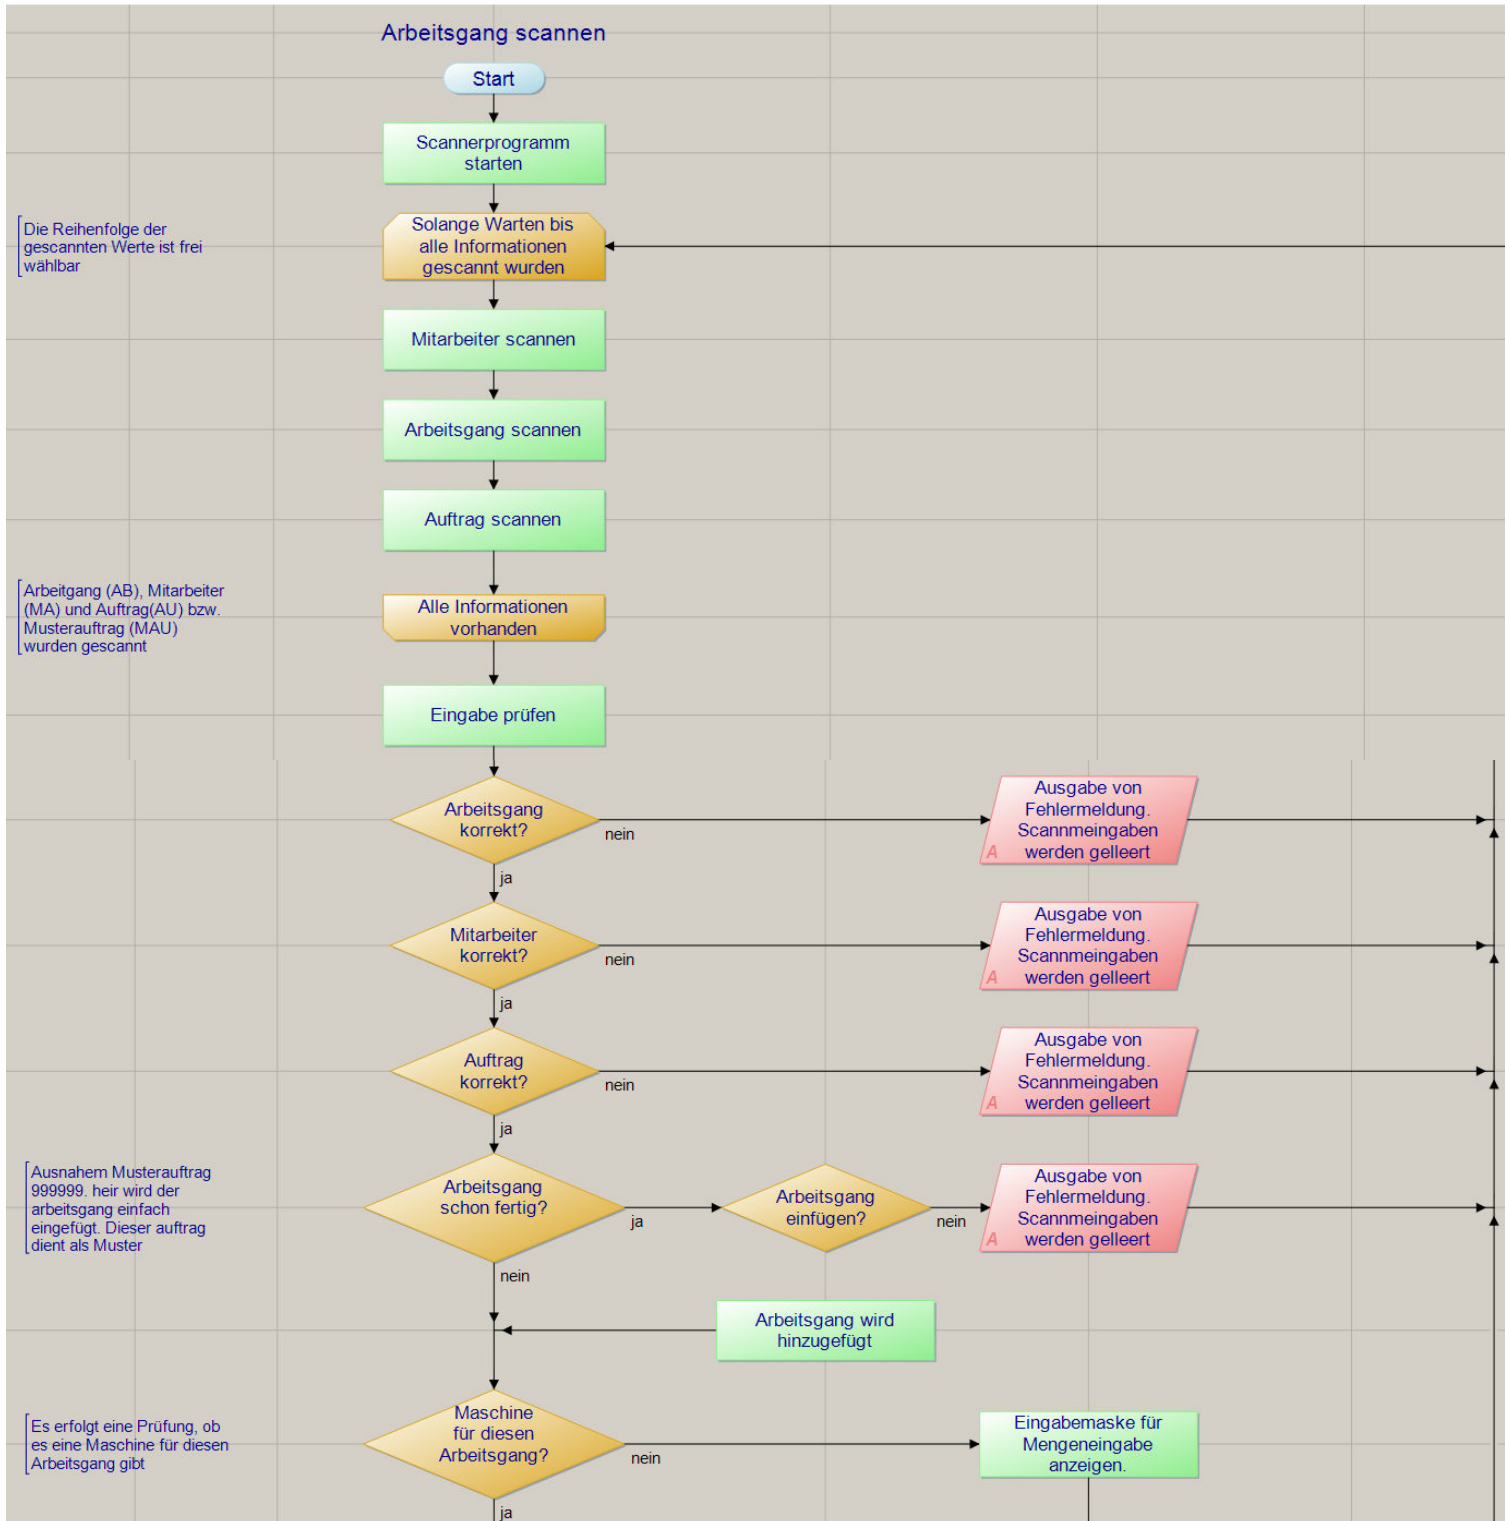 Arbeitsgang scannen
Start
Scannerprogramm
starten
Die Reihenfolge der
gescannten Werte ist frei
wählbar
Solange Warten bis
alle Informationen
gescannt wurden
Mitarbeiter scannen
Arbeitsgang scannen
Auftrag scannen
Arbeitgang (AB), Mitarbeiter
(MA) und Auftrag(AU) bzw.
Musterauftrag (MAU)
wurden gescannt
Alle Informationen
vorhanden
Eingabe prüfen
Arbeitsgang
korrekt?
nein
Ausgabe von
Fehlermeldung.
Scannmeingaben
werden gelleert
A
ja
Mitarbeiter
korrekt?
nein
Ausgabe von
Fehlermeldung.
Scannmeingaben
werden gelleert
A
ja
Auftrag
korrekt?
nein
Ausgabe von
Fehlermeldung.
Scannmeingaben
werden gelleert
A
ja
Ausnahem Musterauftrag
999999. heir wird der
arbeitsgang einfach
eingefügt. Dieser auftrag
dient als Muster
Arbeitsgang
schon fertig?
ja
Arbeitsgang
einfügen?
nein
Ausgabe von
Fehlermeldung.
Scannmeingaben
werden gelleert
A
nein
Arbeitsgang wird
hinzugefügt
Es erfolgt eine Prüfung, ob
es eine Maschine für diesen
Arbeitsgang gibt
Maschine
für diesen
Arbeitsgang?
nein
Eingabemaske für
Mengeneingabe
anzeigen.
ja